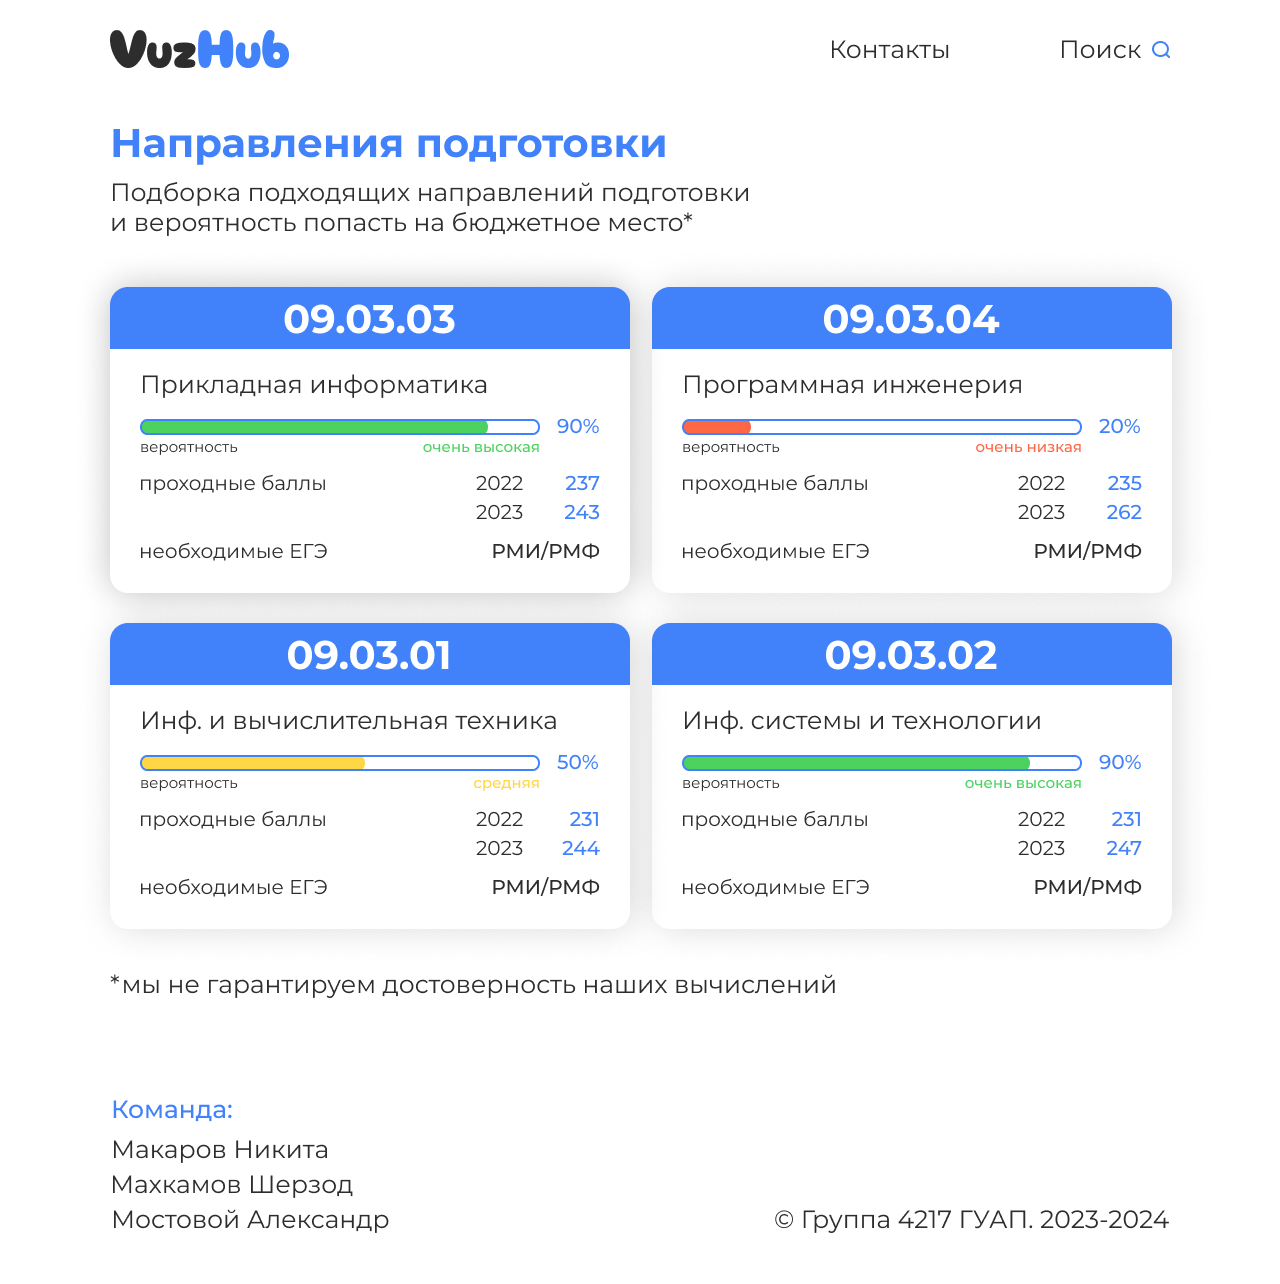 VuzHub
Контакты
Поиск
Направления подготовки
Подборка подходящих направлений подготовки
и вероятность попасть на бюджетное место*
09.03.03
Прикладная информатика
90%
вероятность очень высокая
проходные баллы 2022 237
2023 243
необходимые ЕГЭ РМИ/РМФ
09.03.04
Программная инженерия
20%
вероятность очень низкая
проходные баллы 2022 235
2023 262
необходимые ЕГЭ РМИ/РМФ
09.03.01
Инф. и вычислительная техника
50%
вероятность средняя
проходные баллы 2022 231
2023 244
необходимые ЕГЭ РМИ/РМФ
09.03.02
Инф. системы и технологии
90%
вероятность очень высокая
проходные баллы 2022 231
2023 247
необходимые ЕГЭ РМИ/РМФ
*мы не гарантируем достоверность наших вычислений
Команда:
Макаров Никита
Махкамов Шерзод
Мостовой Александр
© Группа 4217 ГУАП. 2023-2024